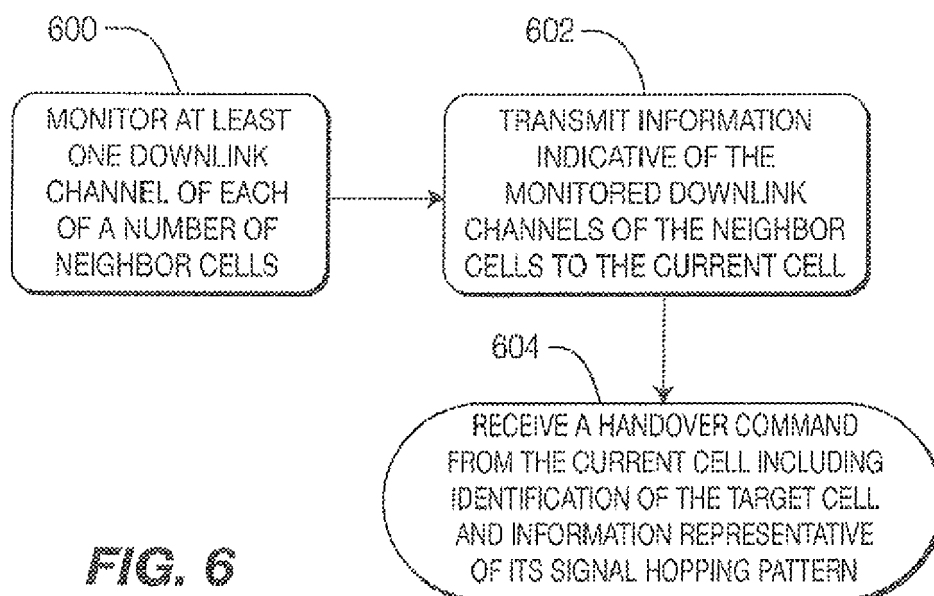 600
MONITOR AT LEAST
ONE DOWNLINK
CHANNEL OF EACH
OF A NUMBER OF
NEIGHBOR CELLS
602
TRANSMIT INFORMATION
INDICATIVE OF THE
MONITORED DOWNLINK
CHANNELS OF THE NEIGHBOR
CELLS TO THE CURRENT CELL
604
RECEIVE A HANDOVER COMMAND
FROM THE CURRENT CELL INCLUDING
IDENTIFICATION OF THE TARGET CELL
AND INFORMATION REPRESENTATIVE
OF ITS SIGNAL HOPPING PATTERN
FIG. 6